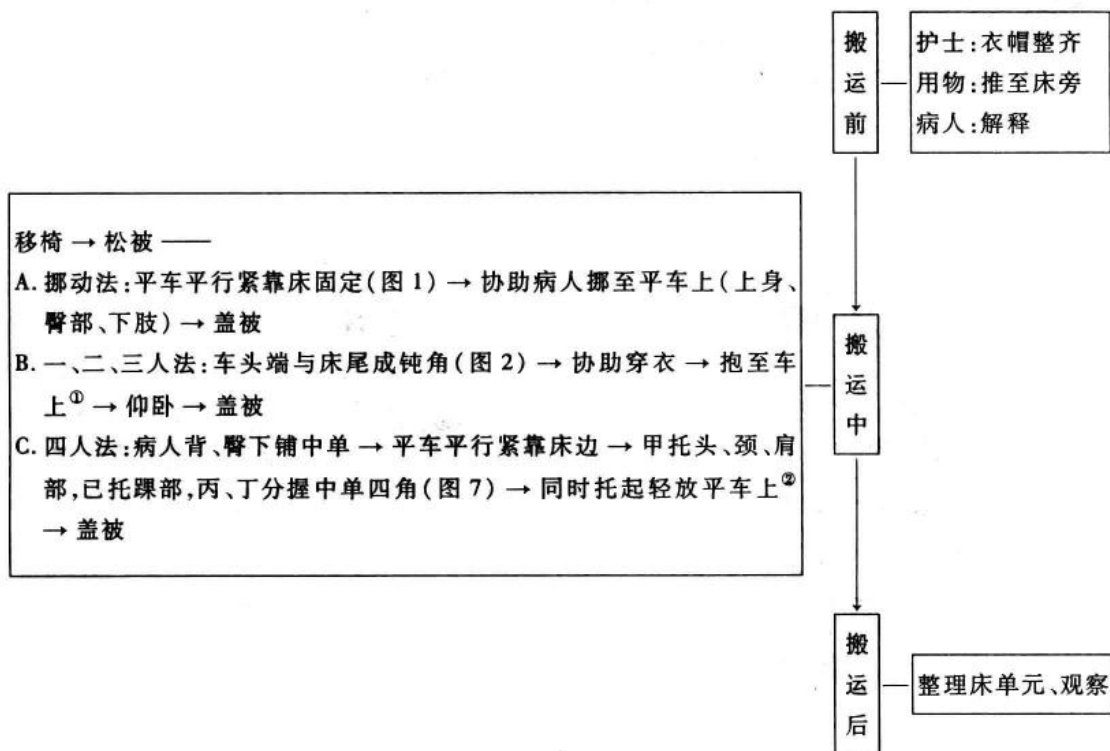 搬运前
护士:衣帽整齐
用物:推至床旁
病人:解释
移椅 → 松被 ——
A. 挪动法:平车平行紧靠床固定(图 1) → 协助病人挪至平车上(上身、
臀部、下肢) → 盖被
B. 一、二、三人法:车头端与床尾成钝角(图 2) → 协助穿衣 → 抱至车
上① → 仰卧 → 盖被
C. 四人法:病人背、臀下铺中单 → 平车平行紧靠床边 → 甲托头、颈、肩
部,已托踝部,丙、丁分握中单四角(图 7) → 同时托起轻放平车上②
→ 盖被
搬运中
搬运后
整理床单元、观察